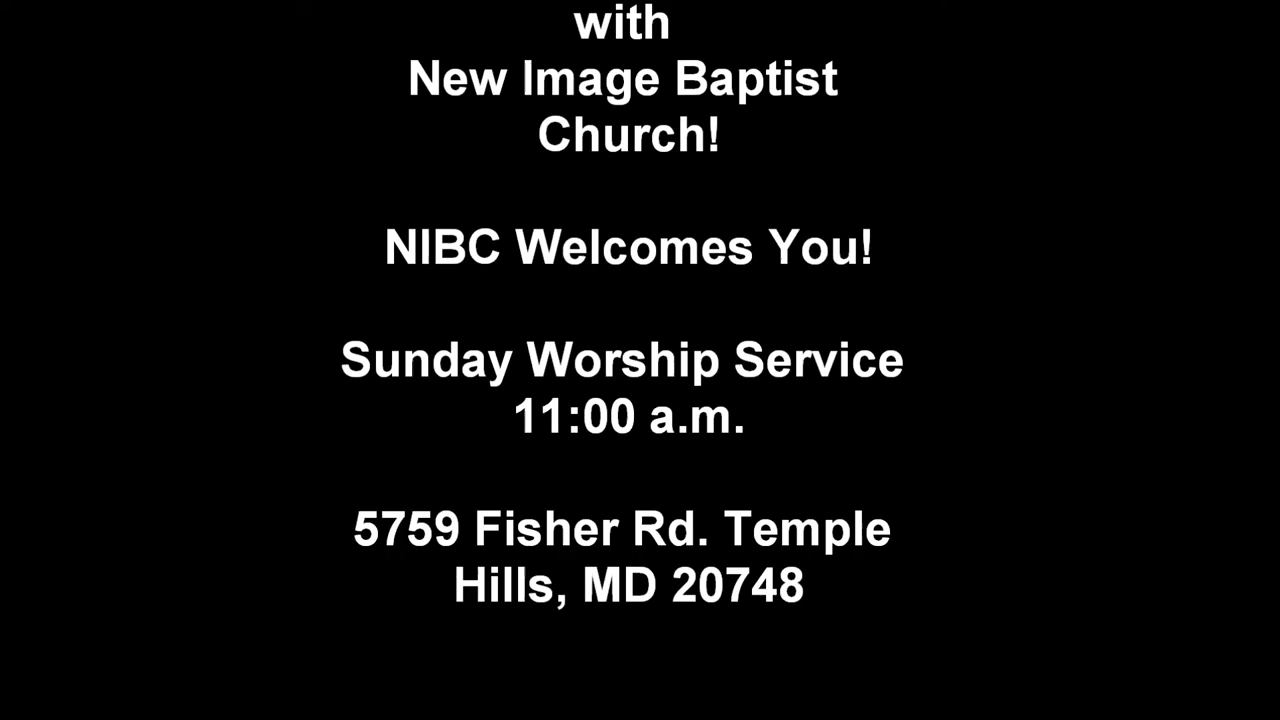 with
New Image Baptist
Church!
NIBC Welcomes You!
Sunday Worship Service
11:00 a.m.
5759 Fisher Rd. Temple
Hills, MD 20748